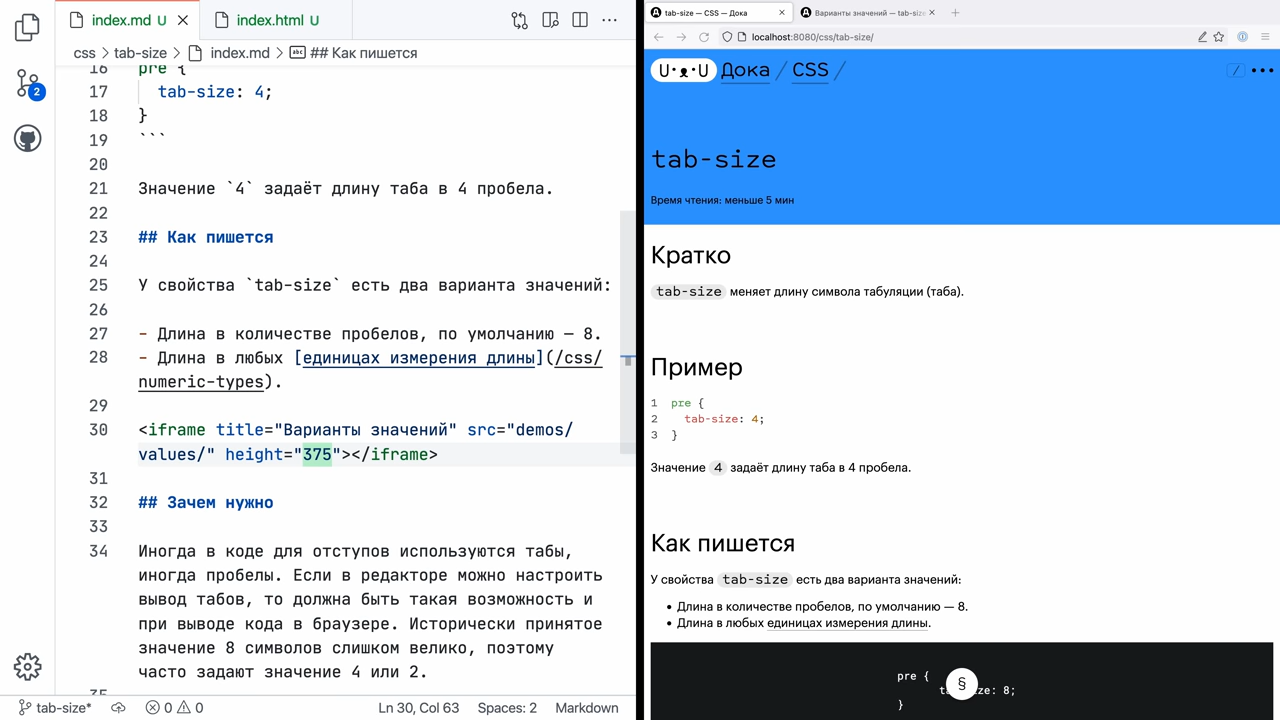 index.md U
index.html U
css > tab-size > index.md > ## Как пишется
16 pre {
17 tab-size: 4;
18 }
19 ```
20
21 Значение `4` задаёт длину таба в 4 пробела.
22
23 ## Как пишется
24
25 У свойства `tab-size` есть два варианта значений:
26
27 - Длина в количестве пробелов, по умолчанию — 8.
28 - Длина в любых [единицах измерения длины](/css/
numeric-types).
29
30 <iframe title="Варианты значений" src="demos/
values/" height="375"></iframe>
31
32 ## Зачем нужно
33
34 Иногда в коде для отступов используются табы,
иногда пробелы. Если в редакторе можно настроить
вывод табов, то должна быть такая возможность и
при выводе кода в браузере. Исторически принятое
значение 8 символов слишком велико, поэтому
часто задают значение 4 или 2.
35
2
tab-size* 0 0 Ln 30, Col 63 Spaces: 2 Markdown
tab-size — CSS — Дока
Варианты значений — tab-siz
localhost:8080/css/tab-size/
Дока / CSS /
/
tab-size
Время чтения: меньше 5 мин
Кратко
tab-size меняет длину символа табуляции (таба).
Пример
1 pre {
2 tab-size: 4;
3 }
Значение 4 задаёт длину таба в 4 пробела.
Как пишется
У свойства tab-size есть два варианта значений:
• Длина в количестве пробелов, по умолчанию — 8.
• Длина в любых единицах измерения длины.
pre {
ze: 8;
}
§